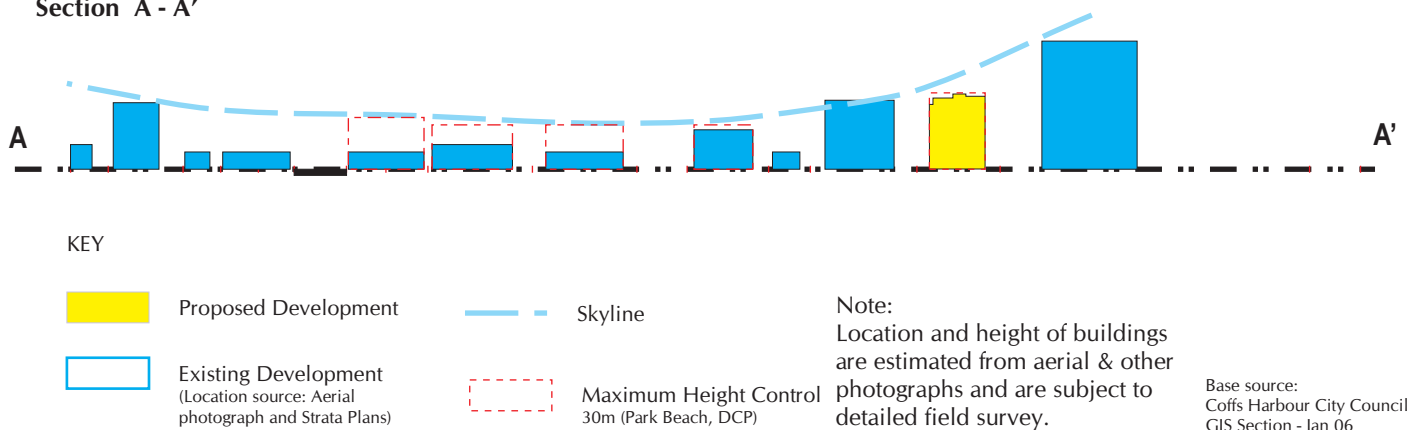 Section A - A'
A
A'
KEY
Proposed Development
Skyline
Note:
Location and height of buildings
are estimated from aerial & other
photographs and are subject to
detailed field survey.
Existing Development
(Location source: Aerial
photograph and Strata Plans)
Maximum Height Control
30m (Park Beach, DCP)
Base source:
Coffs Harbour City Council
GIS Section - Jan 06